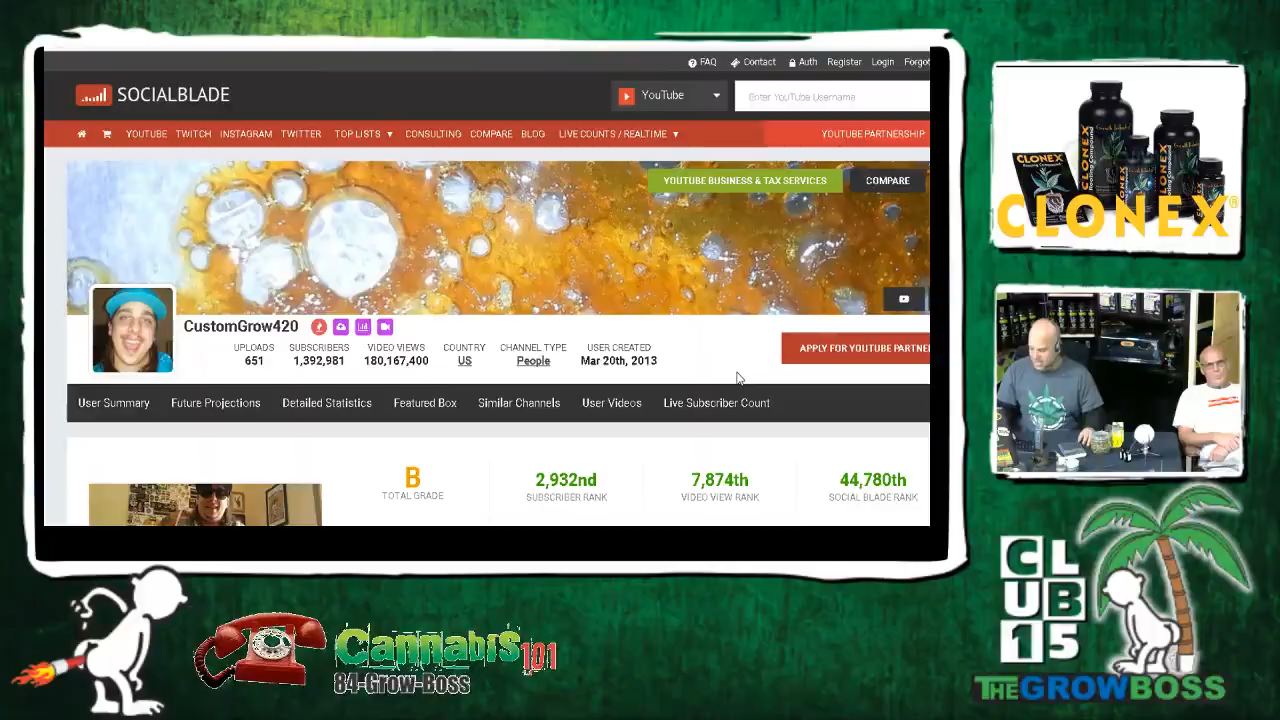 FAQ Contact Auth Register Login Forgot
SOCIALBLADE
YouTube
Enter YouTube Username
YOUTUBE TWITCH INSTAGRAM TWITTER TOP LISTS CONSULTING COMPARE BLOG LIVE COUNTS / REALTIME YOUTUBE PARTNERSHIP
YOUTUBE BUSINESS & TAX SERVICES COMPARE
CustomGrow420
UPLOADS SUBSCRIBERS VIDEO VIEWS COUNTRY CHANNEL TYPE USER CREATED
651 1,392,981 180,167,400 US People Mar 20th, 2013
APPLY FOR YOUTUBE PARTNE
User Summary Future Projections Detailed Statistics Featured Box Similar Channels User Videos Live Subscriber Count
B 2,932nd 7,874th 44,780th
TOTAL GRADE SUBSCRIBER RANK VIDEO VIEW RANK SOCIAL BLADE RANK
CLONEX
CLONEX
CLONEX
CLONEX®
Cannabis 101
84-Grow-Boss
CLUB
15
THEGROWBOSS